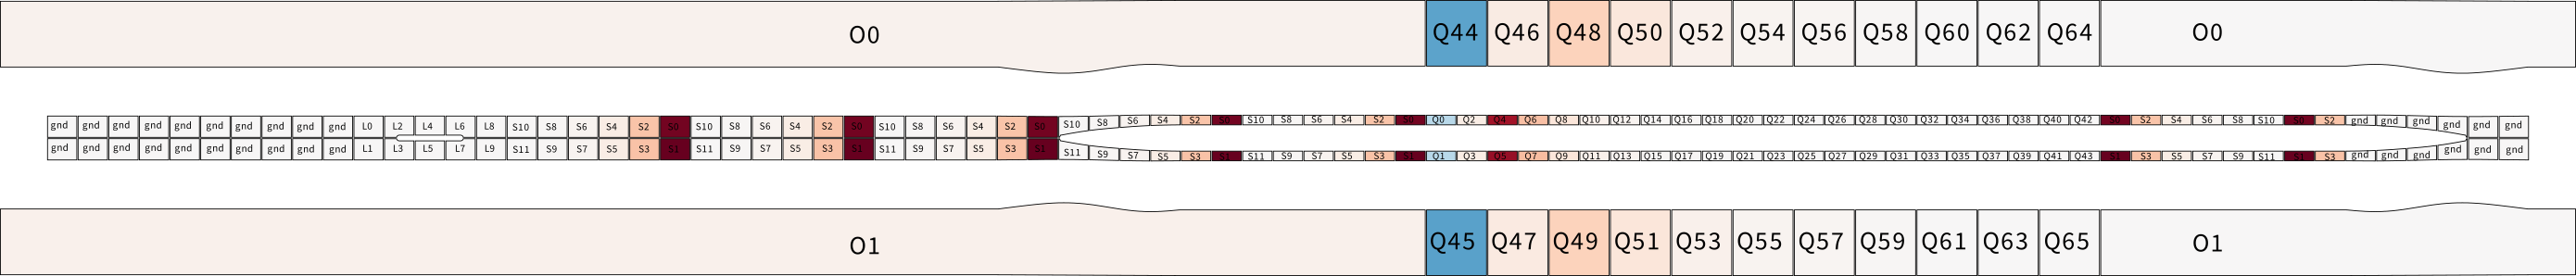 O0 Q44 Q46 Q48 Q50 Q52 Q54 Q56 Q58 Q60 Q62 Q64 O0
gnd gnd gnd gnd gnd gnd gnd gnd gnd gnd L0 L2 L4 L6 L8 S10 S8 S6 S4 S2 S0 S10 S8 S6 S4 S2 S0 S10 S8 S6 S4 S2 S0 S10 S8 S6 S4 S2 S0 S10 S8 S6 S4 S2 S0 Q0 Q2 Q4 Q6 Q8 Q10 Q12 Q14 Q16 Q18 Q20 Q22 Q24 Q26 Q28 Q30 Q32 Q34 Q36 Q38 Q40 Q42 S0 S2 S4 S6 S8 S10 S0 S2 gnd gnd gnd gnd gnd gnd
gnd gnd gnd gnd gnd gnd gnd gnd gnd gnd L1 L3 L5 L7 L9 S11 S9 S7 S5 S3 S1 S11 S9 S7 S5 S3 S1 S11 S9 S7 S5 S3 S1 S11 S9 S7 S5 S3 S1 S11 S9 S7 S5 S3 S1 Q1 Q3 Q5 Q7 Q9 Q11 Q13 Q15 Q17 Q19 Q21 Q23 Q25 Q27 Q29 Q31 Q33 Q35 Q37 Q39 Q41 Q43 S1 S3 S5 S7 S9 S11 S1 S3 gnd gnd gnd gnd gnd gnd
O1 Q45 Q47 Q49 Q51 Q53 Q55 Q57 Q59 Q61 Q63 Q65 O1